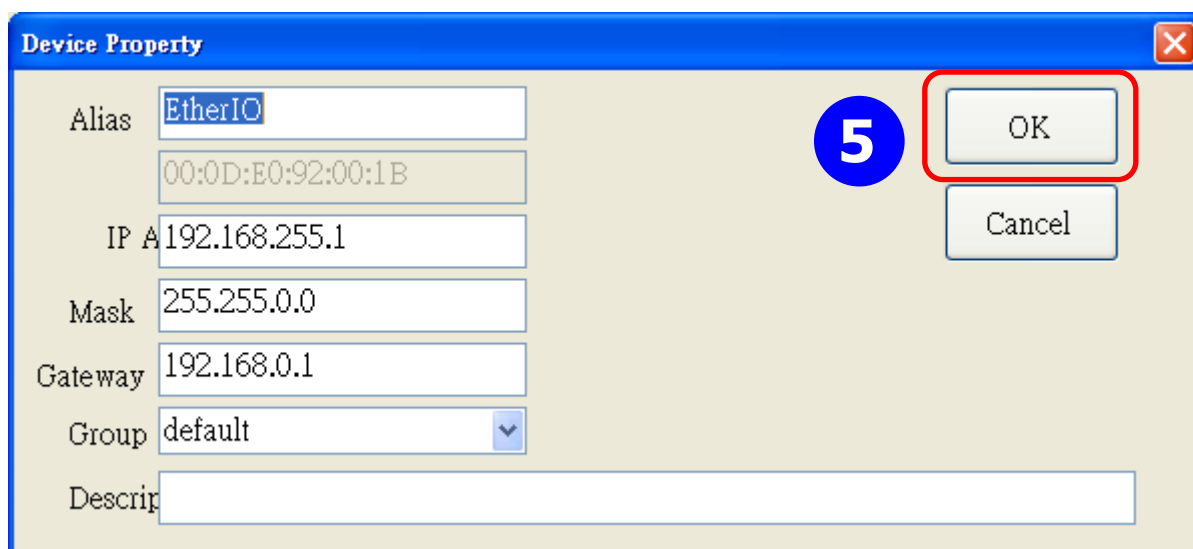 Device Property
Alias EtherIO
5
OK
00:0D:E0:92:00:1B
Cancel
IP A 192.168.255.1
Mask 255.255.0.0
Gateway 192.168.0.1
Group default
Descrip